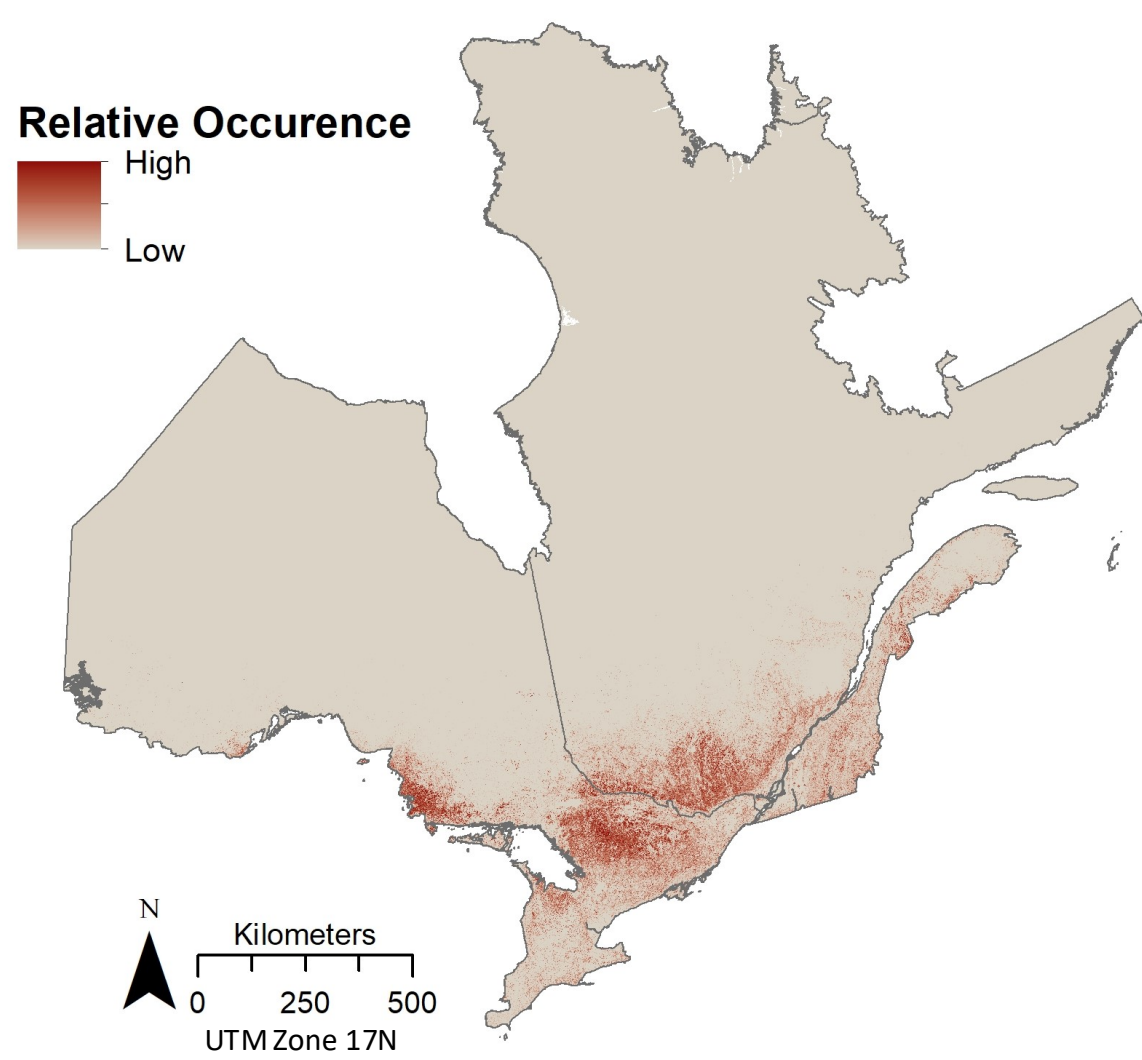 Relative Occurence
High
Low
N
Kilometers
0 250 500
UTM Zone 17N